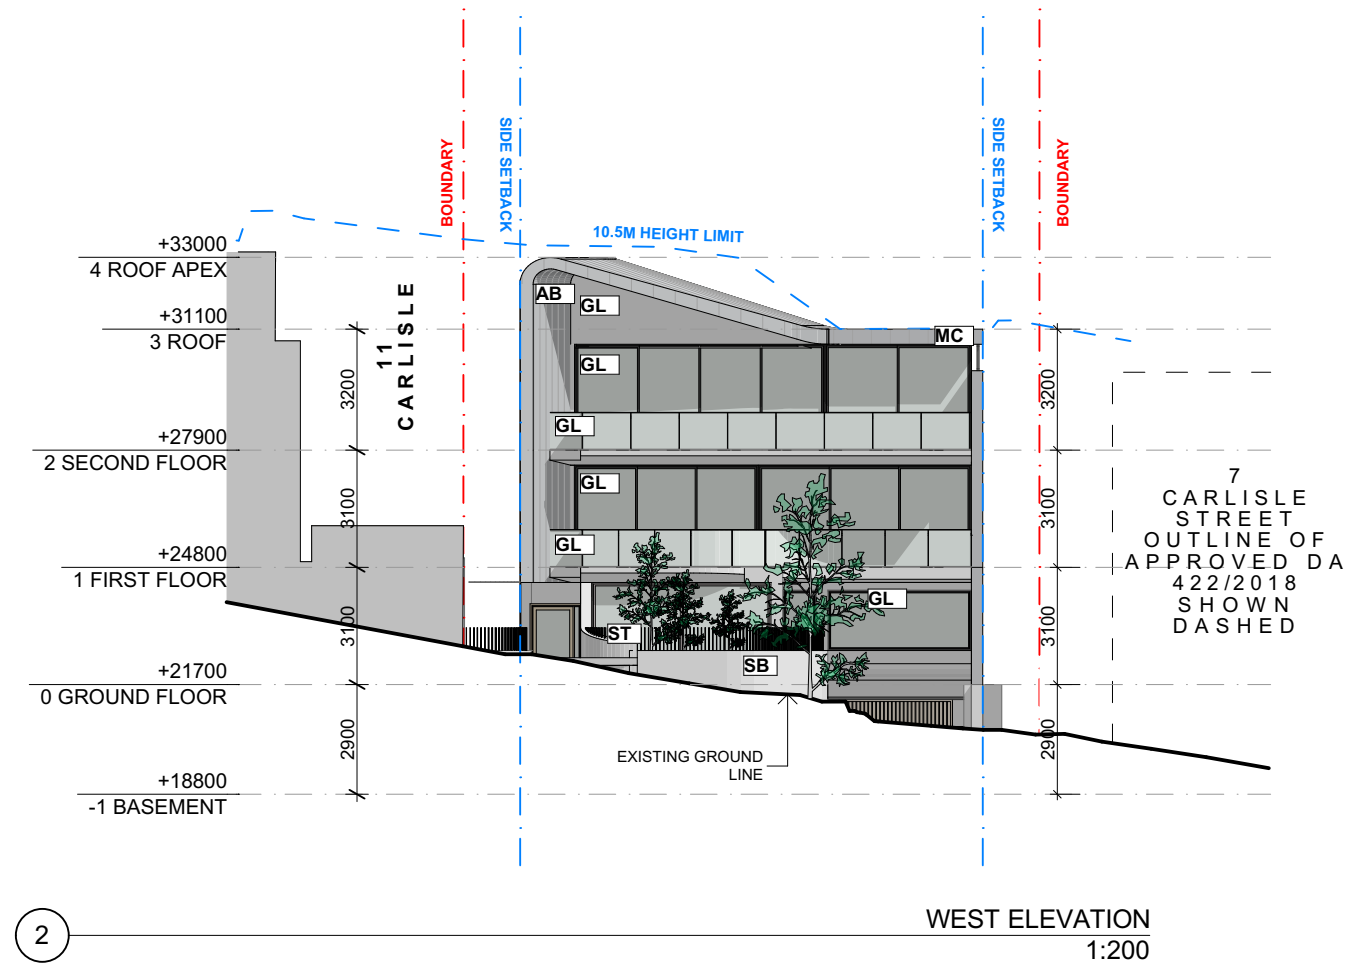 BOUNDARY
SIDE SETBACK
SIDE SETBACK
BOUNDARY
10.5M HEIGHT LIMIT
+33000
4 ROOF APEX
+31100
3 ROOF
+27900
2 SECOND FLOOR
+24800
1 FIRST FLOOR
+21700
0 GROUND FLOOR
+18800
-1 BASEMENT
3200
3100
3100
2900
11
CARLISLE
AB
GL
MC
GL
GL
GL
GL
GL
ST
SB
EXISTING GROUND
LINE
3200
3100
3100
2900
7
CARLISLE
STREET
OUTLINE OF
APPROVED DA
422/2018
SHOWN
DASHED
2
WEST ELEVATION
1:200